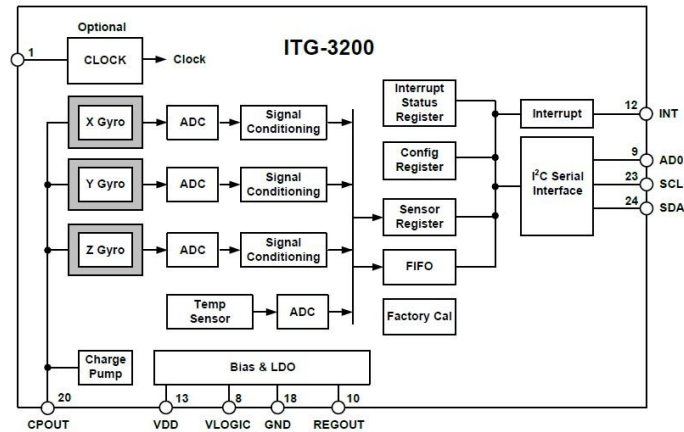 Optional
1
CLOCK
Clock
ITG-3200
X Gyro
ADC
Signal
Conditioning
Y Gyro
ADC
Signal
Conditioning
Z Gyro
ADC
Signal
Conditioning
Temp
Sensor
ADC
Interrupt
Status
Register
Config
Register
Sensor
Register
FIFO
Factory Cal
Interrupt
I²C Serial
Interface
12
INT
9
AD0
23
SCL
24
SDA
Charge
Pump
Bias & LDO
20
13
8
18
10
CPOUT
VDD
VLOGIC
GND
REGOUT